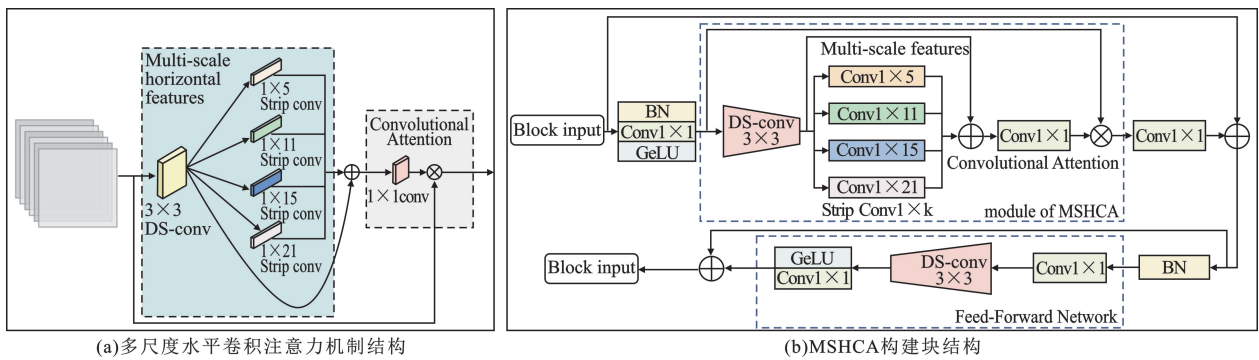 Multi-scale
horizontal
features
1×5
Strip conv
1×11
Strip conv
1×15
Strip conv
1×21
Strip conv
3×3
DS-conv
Convolutional
Attention
1×1conv
(a)多尺度水平卷积注意力机制结构
Block input
BN
Conv1×1
GeLU
DS-conv
3×3
Multi-scale features
Conv1×5
Conv1×11
Conv1×15
Conv1×21
Strip Conv1×k
Conv1×1
Convolutional Attention
module of MSHCA
Conv1×1
Block input
GeLU
Conv1×1
DS-conv
3×3
Conv1×1
BN
Feed-Forward Network
(b)MSHCA构建块结构